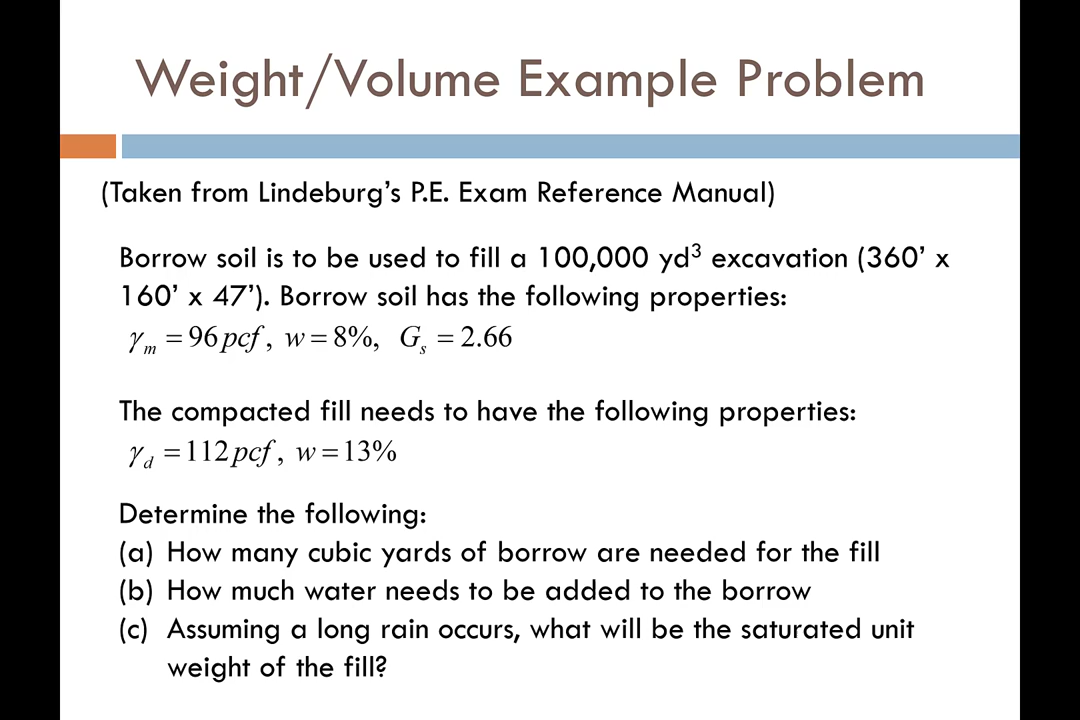 Weight/Volume Example Problem
(Taken from Lindeburg's P.E. Exam Reference Manual)
Borrow soil is to be used to fill a 100,000 yd³ excavation (360' x
160' x 47'). Borrow soil has the following properties:
γₘ = 96 pcf, w = 8%, Gₛ = 2.66
The compacted fill needs to have the following properties:
γ_d = 112 pcf, w = 13%
Determine the following:
(a) How many cubic yards of borrow are needed for the fill
(b) How much water needs to be added to the borrow
(c) Assuming a long rain occurs, what will be the saturated unit
weight of the fill?